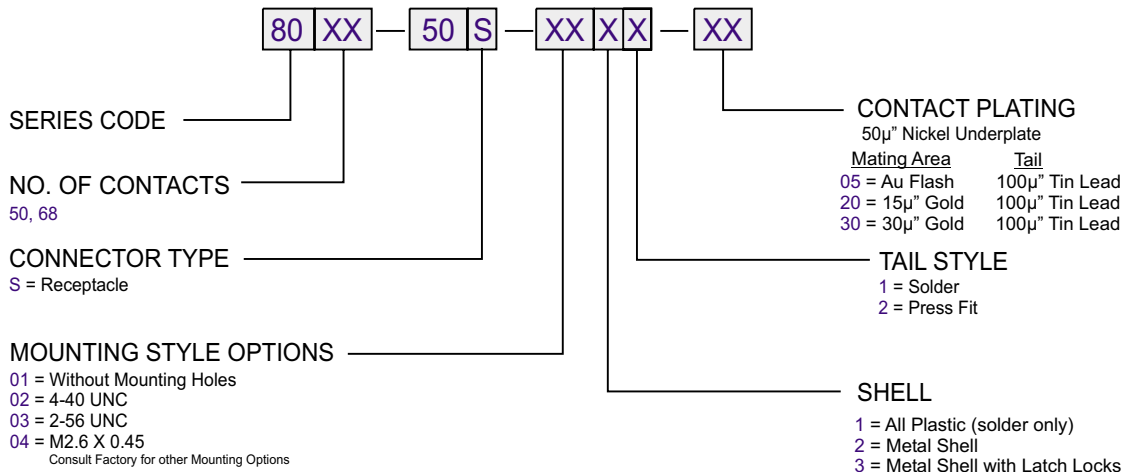 80 XX — 50 S — XX X X — XX
SERIES CODE
NO. OF CONTACTS
50, 68
CONNECTOR TYPE
S = Receptacle
MOUNTING STYLE OPTIONS
01 = Without Mounting Holes
02 = 4-40 UNC
03 = 2-56 UNC
04 = M2.6 X 0.45
Consult Factory for other Mounting Options
CONTACT PLATING
50µ” Nickel Underplate
Mating Area Tail
05 = Au Flash 100µ” Tin Lead
20 = 15µ” Gold 100µ” Tin Lead
30 = 30µ” Gold 100µ” Tin Lead
TAIL STYLE
1 = Solder
2 = Press Fit
SHELL
1 = All Plastic (solder only)
2 = Metal Shell
3 = Metal Shell with Latch Locks